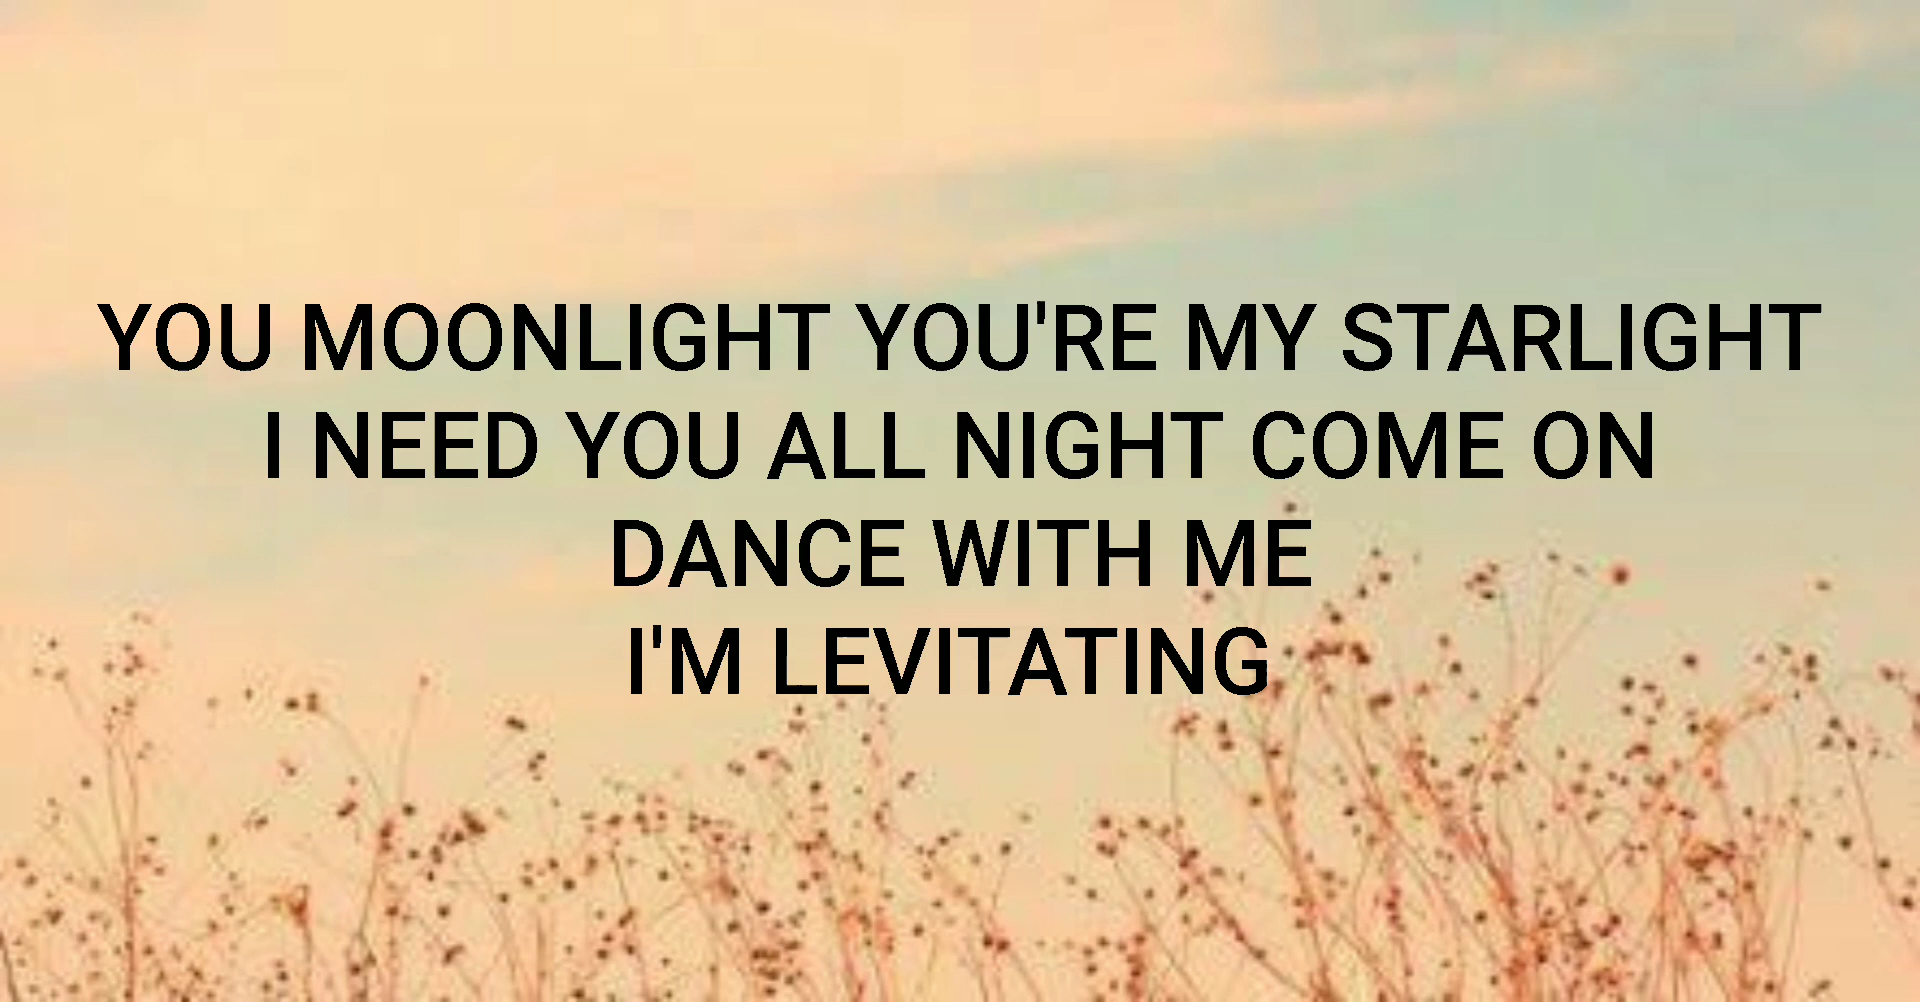 YOU MOONLIGHT YOU'RE MY STARLIGHT
I NEED YOU ALL NIGHT COME ON
DANCE WITH ME
I'M LEVITATING